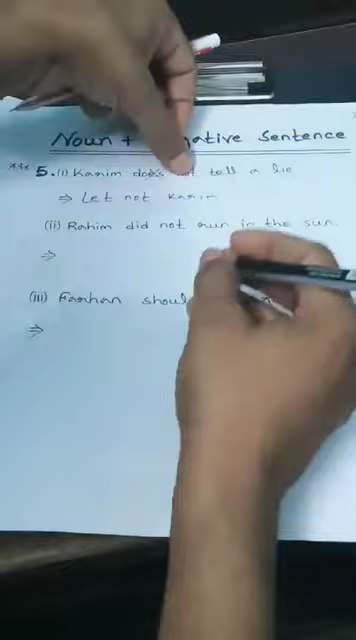 Noun + ative Sentence
*** 5. (i) Karim does not tell a lie
⇒ Let not Karim
(ii) Rahim did not run in the sun.
⇒
(iii) Farhan shoul
⇒